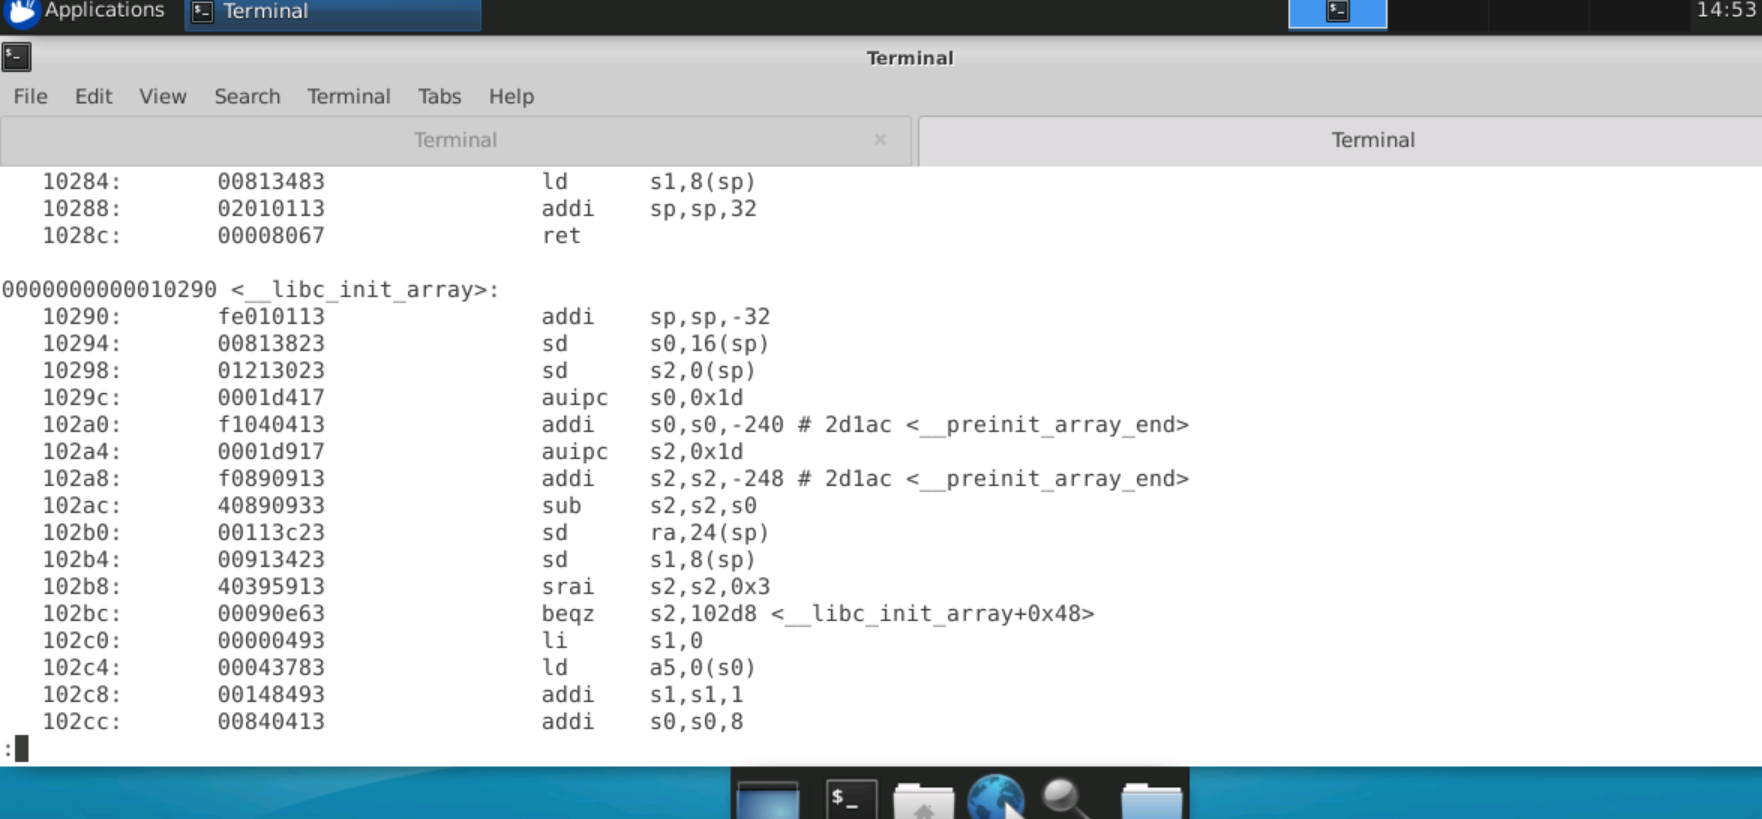 Applications Terminal 14:53
Terminal
File Edit View Search Terminal Tabs Help
Terminal × Terminal
10284: 00813483 ld s1,8(sp)
10288: 02010113 addi sp,sp,32
1028c: 00008067 ret
0000000000010290 <__libc_init_array>:
10290: fe010113 addi sp,sp,-32
10294: 00813823 sd s0,16(sp)
10298: 01213023 sd s2,0(sp)
1029c: 0001d417 auipc s0,0x1d
102a0: f1040413 addi s0,s0,-240 # 2d1ac <__preinit_array_end>
102a4: 0001d917 auipc s2,0x1d
102a8: f0890913 addi s2,s2,-248 # 2d1ac <__preinit_array_end>
102ac: 40890933 sub s2,s2,s0
102b0: 00113c23 sd ra,24(sp)
102b4: 00913423 sd s1,8(sp)
102b8: 40395913 srai s2,s2,0x3
102bc: 00090e63 beqz s2,102d8 <__libc_init_array+0x48>
102c0: 00000493 li s1,0
102c4: 00043783 ld a5,0(s0)
102c8: 00148493 addi s1,s1,1
102cc: 00840413 addi s0,s0,8
: